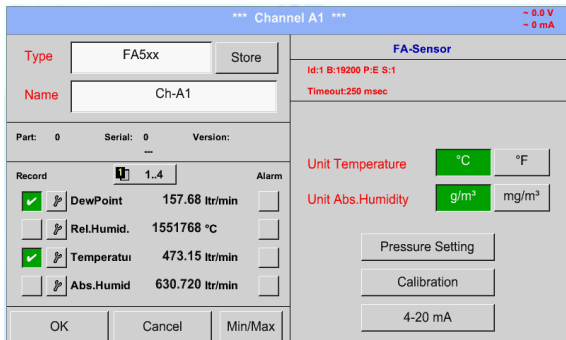 *** Channel A1 ***
~ 0.0 V
~ 0 mA
Type
FA5xx
Store
Name
Ch-A1
Part: 0 Serial: 0 Version:
---
Record
1 1..4
Alarm
DewPoint 157.68 ltr/min
Rel.Humid. 1551768 °C
Temperatur 473.15 ltr/min
Abs.Humid 630.720 ltr/min
OK
Cancel
Min/Max
FA-Sensor
Id:1 B:19200 P:E S:1
Timeout:250 msec
Unit Temperature °C °F
Unit Abs.Humidity g/m³ mg/m³
Pressure Setting
Calibration
4-20 mA